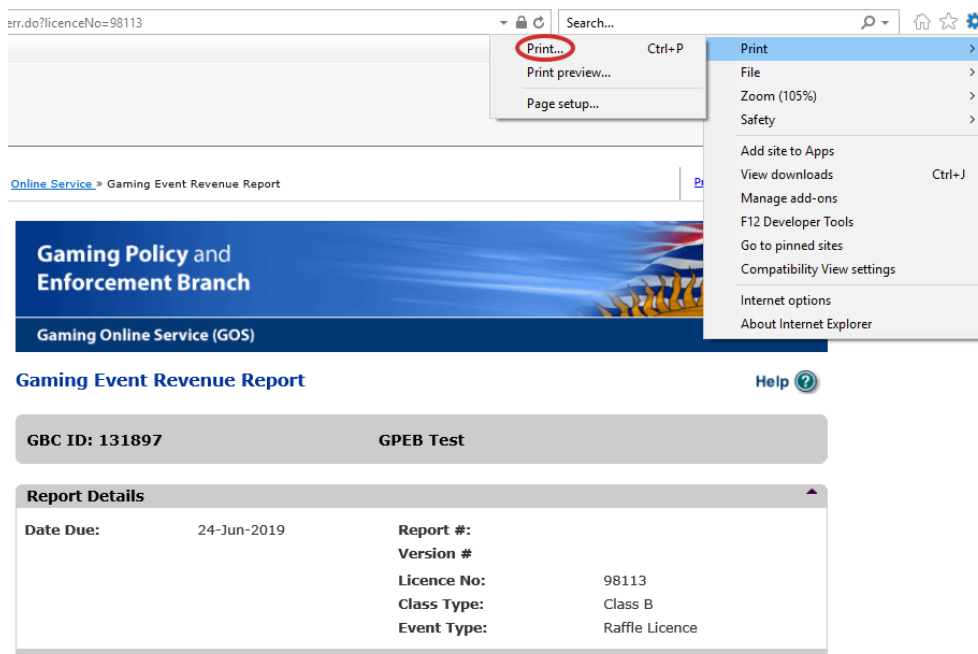 err.do?licenceNo=98113
Search...
Print... Ctrl+P
Print preview...
Page setup...
Print
File
Zoom (105%)
Safety
Add site to Apps
View downloads Ctrl+J
Manage add-ons
F12 Developer Tools
Go to pinned sites
Compatibility View settings
Internet options
About Internet Explorer
Online Service » Gaming Event Revenue Report
Gaming Policy and
Enforcement Branch
Gaming Online Service (GOS)
Gaming Event Revenue Report
Help ?
GBC ID: 131897 GPEB Test
Report Details
Date Due: 24-Jun-2019 Report #:
Version #
Licence No: 98113
Class Type: Class B
Event Type: Raffle Licence